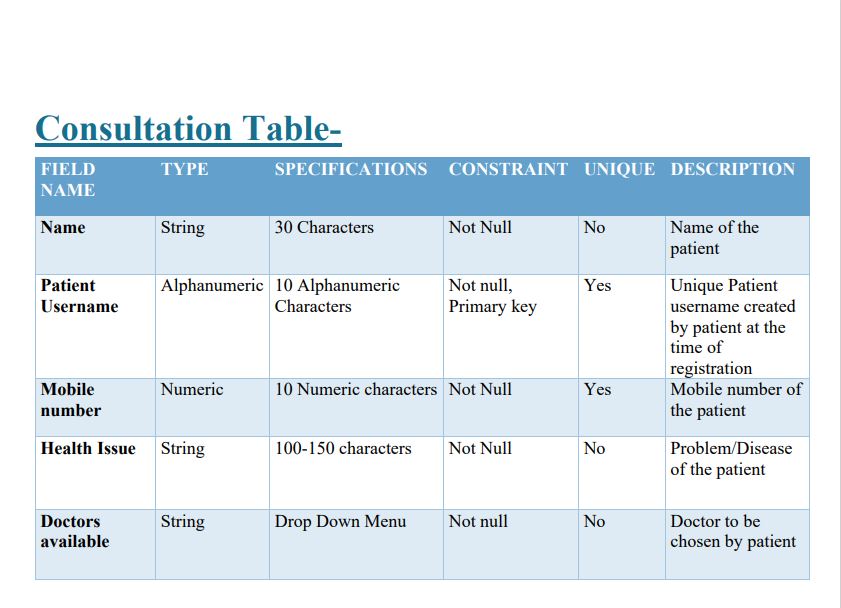 Consultation Table-
FIELD NAME TYPE SPECIFICATIONS CONSTRAINT UNIQUE DESCRIPTION
Name String 30 Characters Not Null No Name of the patient
Patient Username Alphanumeric 10 Alphanumeric Characters Not null, Primary key Yes Unique Patient username created by patient at the time of registration
Mobile number Numeric 10 Numeric characters Not Null Yes Mobile number of the patient
Health Issue String 100-150 characters Not Null No Problem/Disease of the patient
Doctors available String Drop Down Menu Not null No Doctor to be chosen by patient